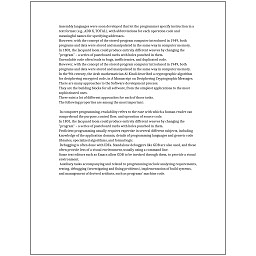 Assembly languages were soon developed that let the programmer specify instruction in a
text format (e.g., ADD X, TOTAL), with abbreviations for each operation code and
meaningful names for specifying addresses.
However, with the concept of the stored-program computer introduced in 1949, both
programs and data were stored and manipulated in the same way in computer memory.
In 1801, the Jacquard loom could produce entirely different weaves by changing the
"program" – a series of pasteboard cards with holes punched in them.
Unreadable code often leads to bugs, inefficiencies, and duplicated code.
However, with the concept of the stored-program computer introduced in 1949, both
programs and data were stored and manipulated in the same way in computer memory.
In the 9th century, the Arab mathematician Al-Kindi described a cryptographic algorithm
for deciphering encrypted code, in A Manuscript on Deciphering Cryptographic Messages.
There are many approaches to the Software development process.
They are the building blocks for all software, from the simplest applications to the most
sophisticated ones.
There exist a lot of different approaches for each of those tasks.
The following properties are among the most important:
In computer programming, readability refers to the ease with which a human reader can
comprehend the purpose, control flow, and operation of source code.
In 1801, the Jacquard loom could produce entirely different weaves by changing the
"program" – a series of pasteboard cards with holes punched in them.
Proficient programming usually requires expertise in several different subjects, including
knowledge of the application domain, details of programming languages and generic code
libraries, specialized algorithms, and formal logic.
Debugging is often done with IDEs. Standalone debuggers like GDB are also used, and these
often provide less of a visual environment, usually using a command line.
Some text editors such as Emacs allow GDB to be invoked through them, to provide a visual
environment.
Auxiliary tasks accompanying and related to programming include analyzing requirements,
testing, debugging (investigating and fixing problems), implementation of build systems,
and management of derived artifacts, such as programs' machine code.